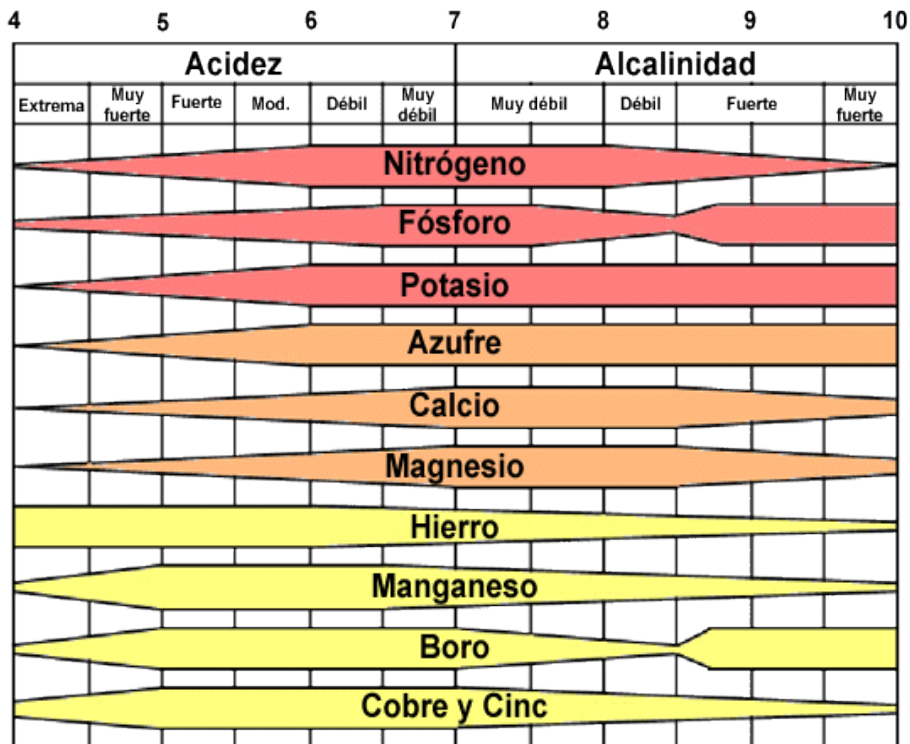 4 5 6 7 8 9 10
Acidez Alcalinidad
Extrema Muy fuerte Fuerte Mod. Débil Muy débil Muy débil Débil Fuerte Muy fuerte
Nitrógeno
Fósforo
Potasio
Azufre
Calcio
Magnesio
Hierro
Manganeso
Boro
Cobre y Cinc